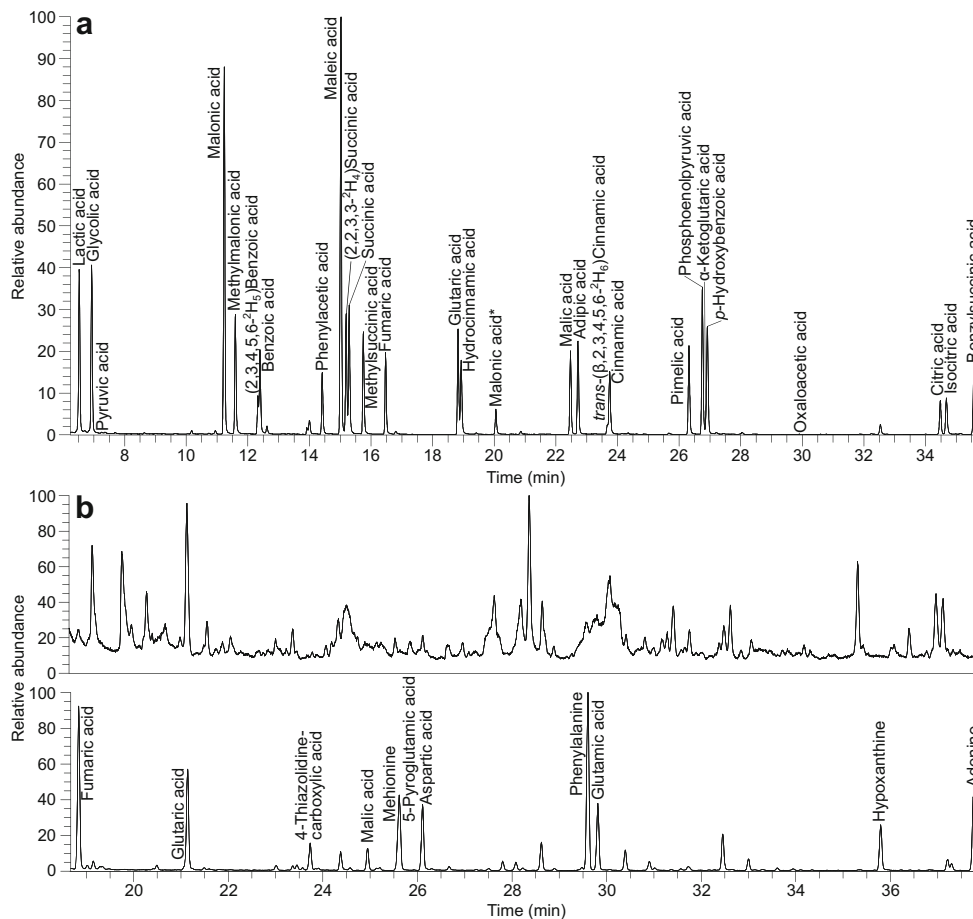 a
100
90
80
70
60
50
40
30
20
10
0
Relative abundance
Lactic acid
Glycolic acid
Pyruvic acid
Malonic acid
Methylmalonic acid
(2,3,4,5,6-²H₅)Benzoic acid
Benzoic acid
Phenylacetic acid
Maleic acid
(2,2,3,3-²H₄)Succinic acid
Succinic acid
Methylsuccinic acid
Fumaric acid
Glutaric acid
Hydrocinnamic acid
Malonic acid*
Malic acid
Adipic acid
trans-(β,2,3,4,5,6-²H₆)Cinnamic acid
Cinnamic acid
Pimelic acid
Phosphoenolpyruvic acid
α-Ketoglutaric acid
p-Hydroxybenzoic acid
Oxaloacetic acid
Citric acid
Isocitric acid
8 10 12 14 16 18 20 22 24 26 28 30 32 34
Time (min)
b
100
80
60
40
20
0
Relative abundance
100
80
60
40
20
0
Fumaric acid
Glutaric acid
4-Thiazolidine-
carboxylic acid
Malic acid
Mehionine
5-Pyroglutamic acid
Aspartic acid
Phenylalanine
Glutamic acid
Hypoxanthine
Adenine
20 22 24 26 28 30 32 34 36
Time (min)